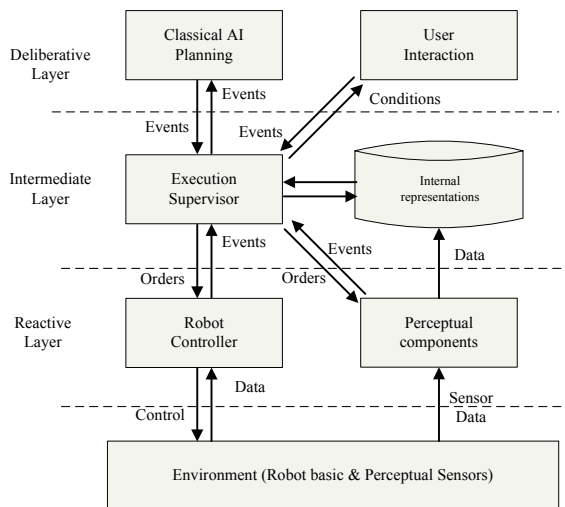 Classical AI
Planning
User
Interaction
Deliberative
Layer
Events
Conditions
Events
Events
Intermediate
Layer
Execution
Supervisor
Internal
representations
Events
Events
Data
Orders
Orders
Reactive
Layer
Robot
Controller
Perceptual
components
Data
Sensor
Control
Data
Environment (Robot basic & Perceptual Sensors)